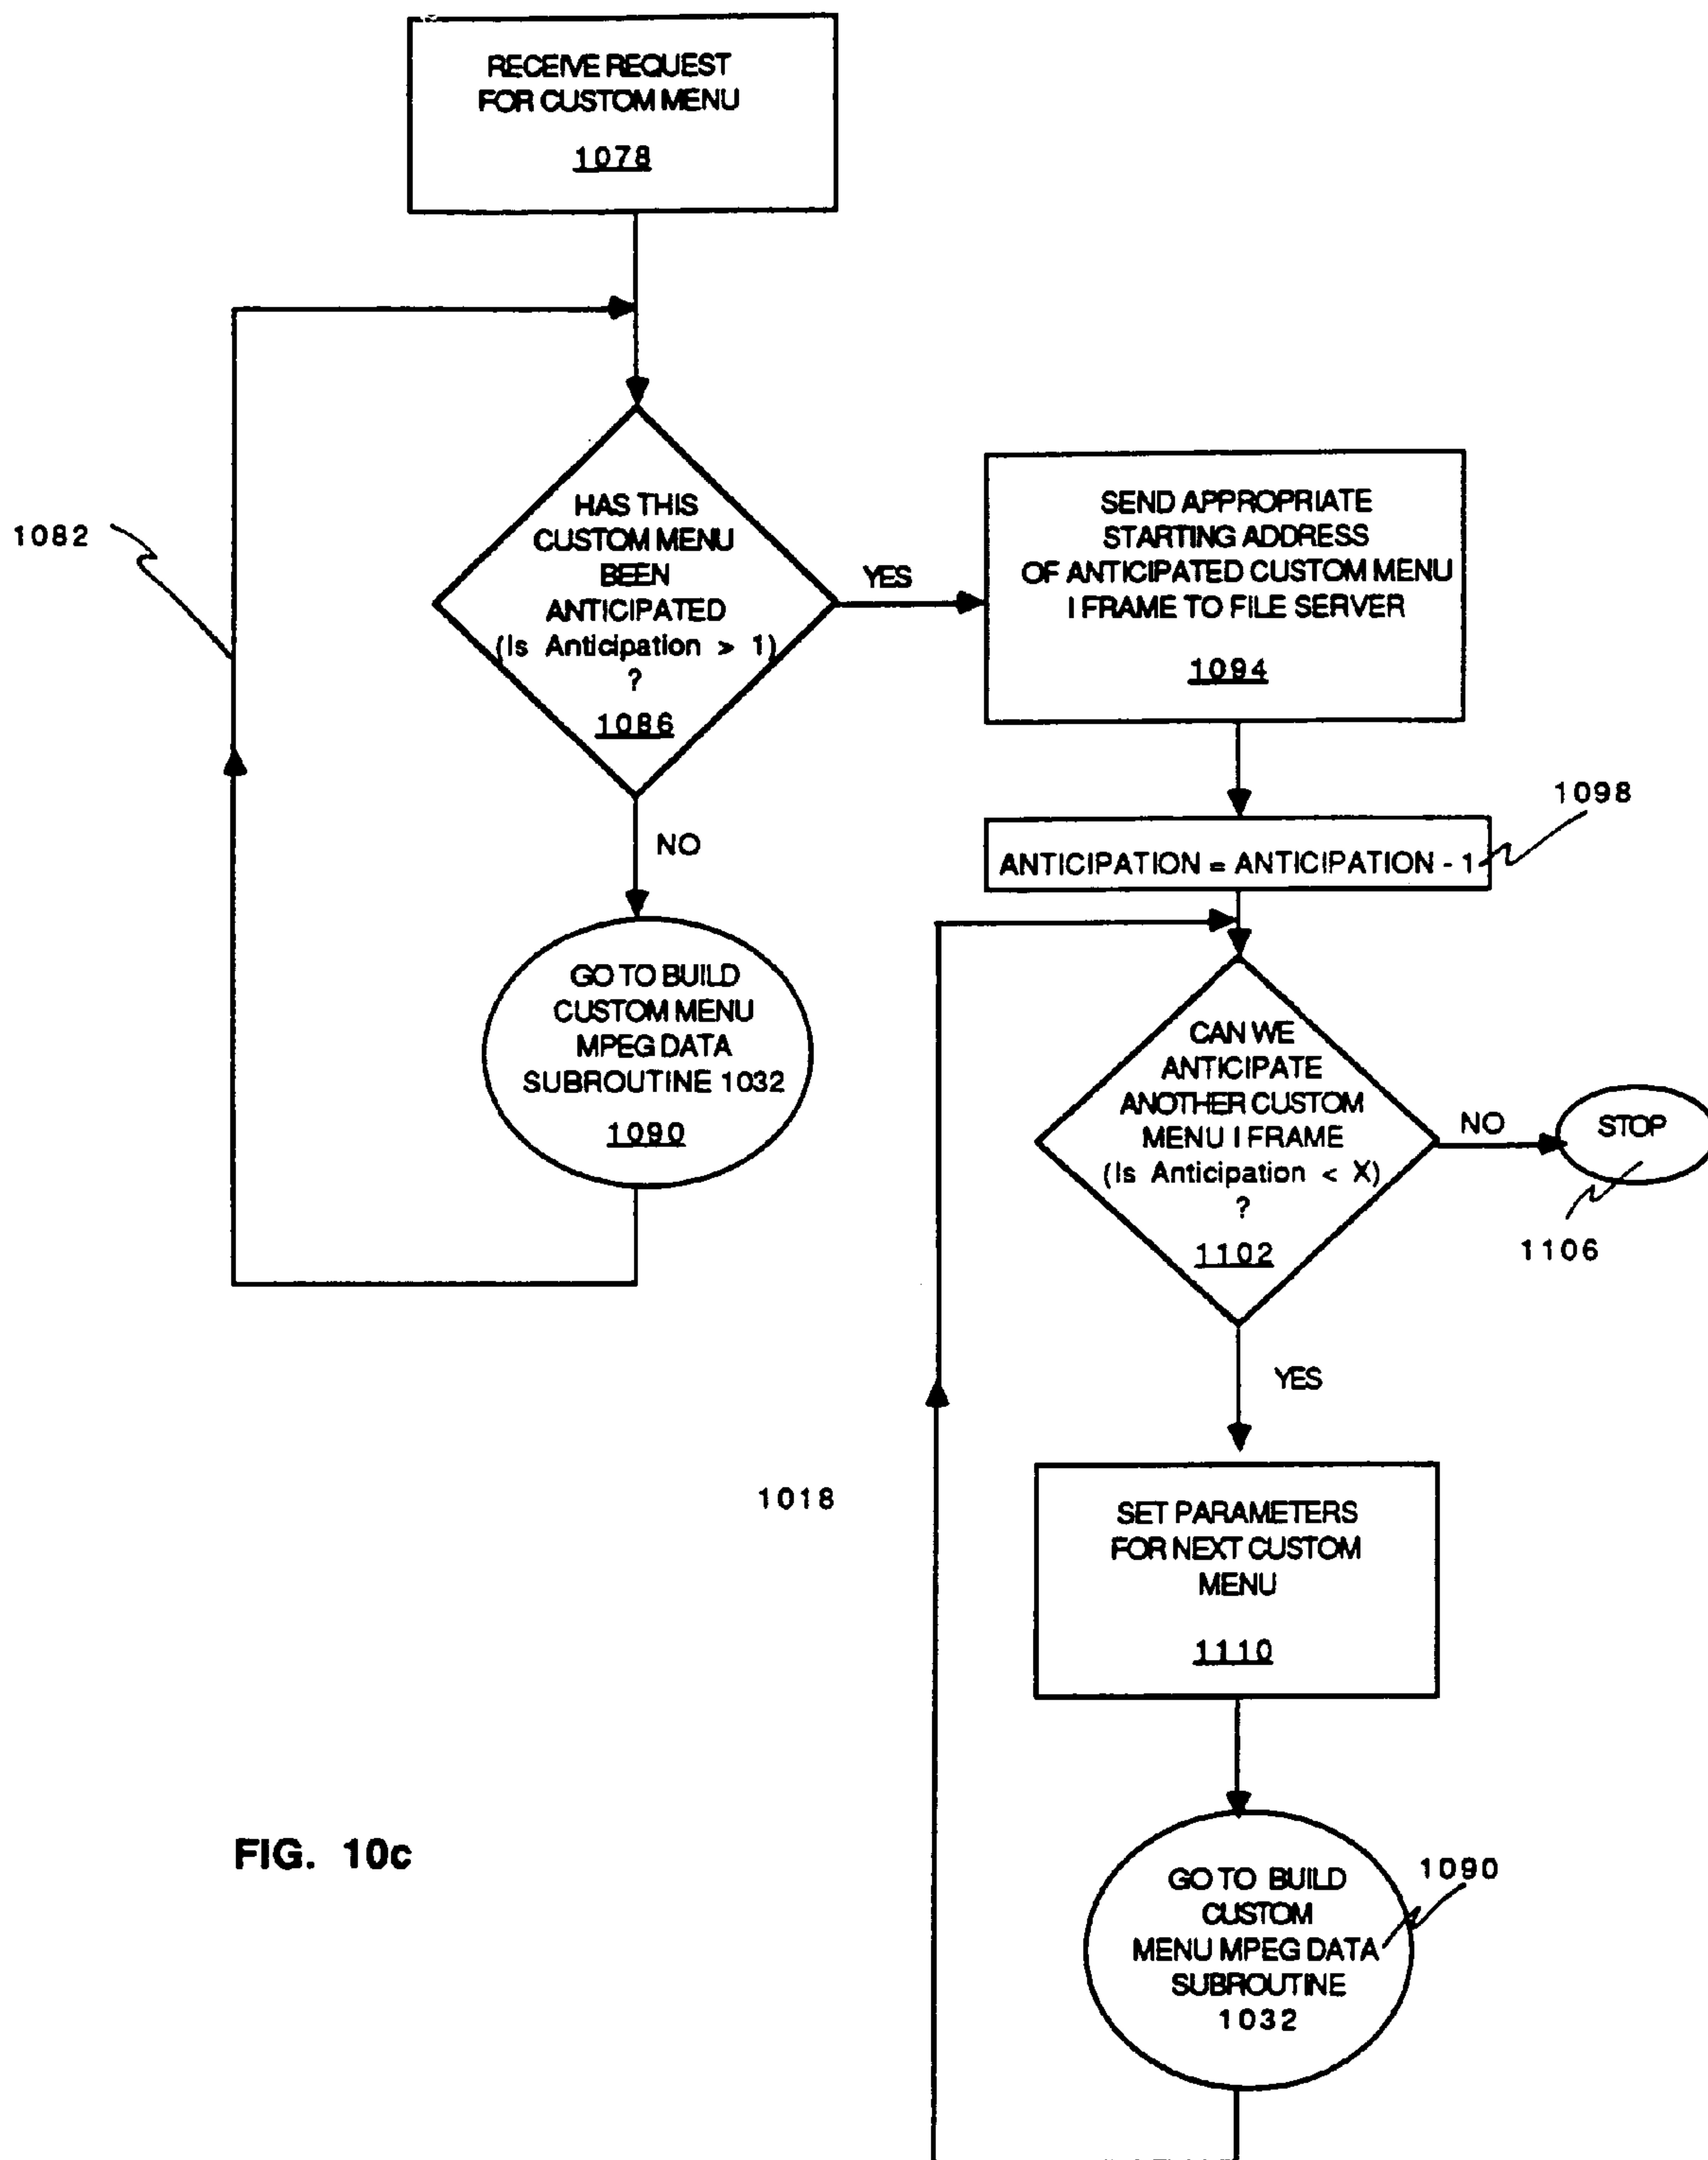 RECEIVE REQUEST
FOR CUSTOM MENU
1078
1082
HAS THIS
CUSTOM MENU
BEEN
ANTICIPATED
(Is Anticipation > 1)
?
1086
YES
SEND APPROPRIATE
STARTING ADDRESS
OF ANTICIPATED CUSTOM MENU
I FRAME TO FILE SERVER
1094
NO
1098
ANTICIPATION = ANTICIPATION - 1
GO TO BUILD
CUSTOM MENU
MPEG DATA
SUBROUTINE 1032
1090
CAN WE
ANTICIPATE
ANOTHER CUSTOM
MENU I FRAME
(Is Anticipation < X)
?
1102
NO
STOP
1106
YES
1018
SET PARAMETERS
FOR NEXT CUSTOM
MENU
1110
FIG. 10c
GO TO BUILD
CUSTOM
MENU MPEG DATA
SUBROUTINE
1032
1090